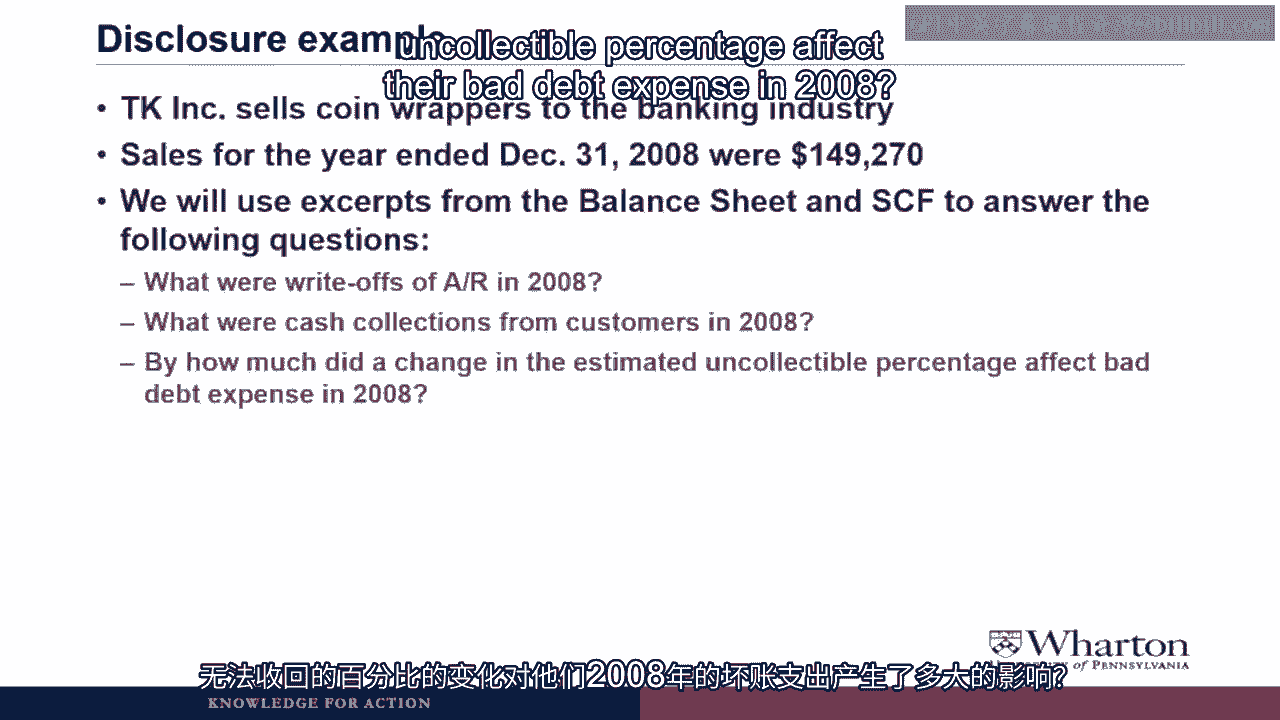 Disclosure example
uncollectible percentage affect
their bad debt expense in 2008?
• TK Inc. sells coin wrappers to the banking industry
• Sales for the year ended Dec. 31, 2008 were $149,270
• We will use excerpts from the Balance Sheet and SCF to answer the
following questions:
– What were write-offs of A/R in 2008?
– What were cash collections from customers in 2008?
– By how much did a change in the estimated uncollectible percentage affect bad
debt expense in 2008?
Wharton
of PENNSYLVANIA
无法收回的百分比的变化对他们2008年的坏账支出产生了多大的影响?
KNOWLEDGE FOR ACTION